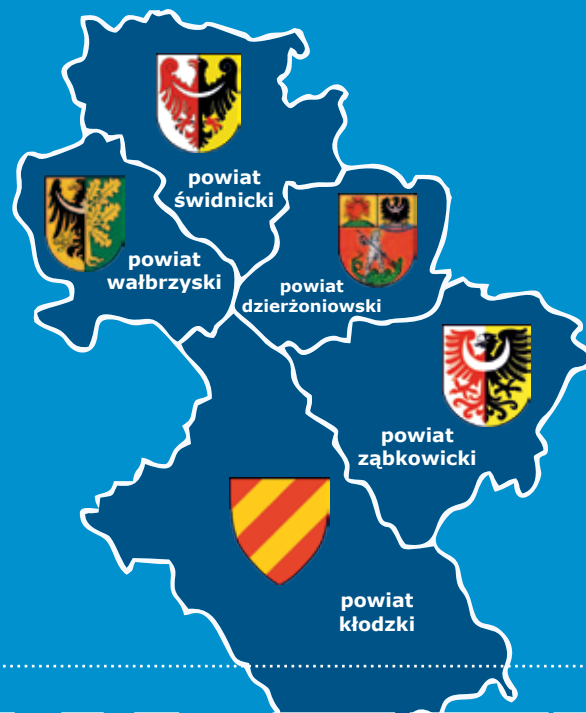 powiat
świdnicki
powiat
wałbrzyski
powiat
dzierżoniowski
powiat
ząbkowicki
powiat
kłodzki